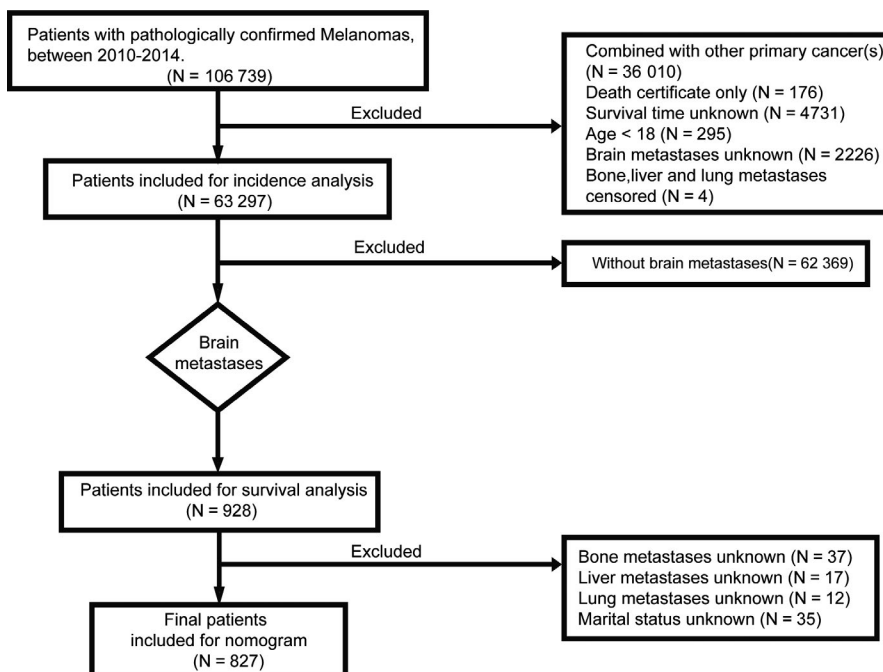 Patients with pathologically confirmed Melanomas,
between 2010-2014.
(N = 106 739)
Excluded
Combined with other primary cancer(s)
(N = 36 010)
Death certificate only (N = 176)
Survival time unknown (N = 4731)
Age < 18 (N = 295)
Brain metastases unknown (N = 2226)
Bone,liver and lung metastases
censored (N = 4)
Patients included for incidence analysis
(N = 63 297)
Excluded
Without brain metastases(N = 62 369)
Brain
metastases
Patients included for survival analysis
(N = 928)
Excluded
Bone metastases unknown (N = 37)
Liver metastases unknown (N = 17)
Lung metastases unknown (N = 12)
Marital status unknown (N = 35)
Final patients
included for nomogram
(N = 827)